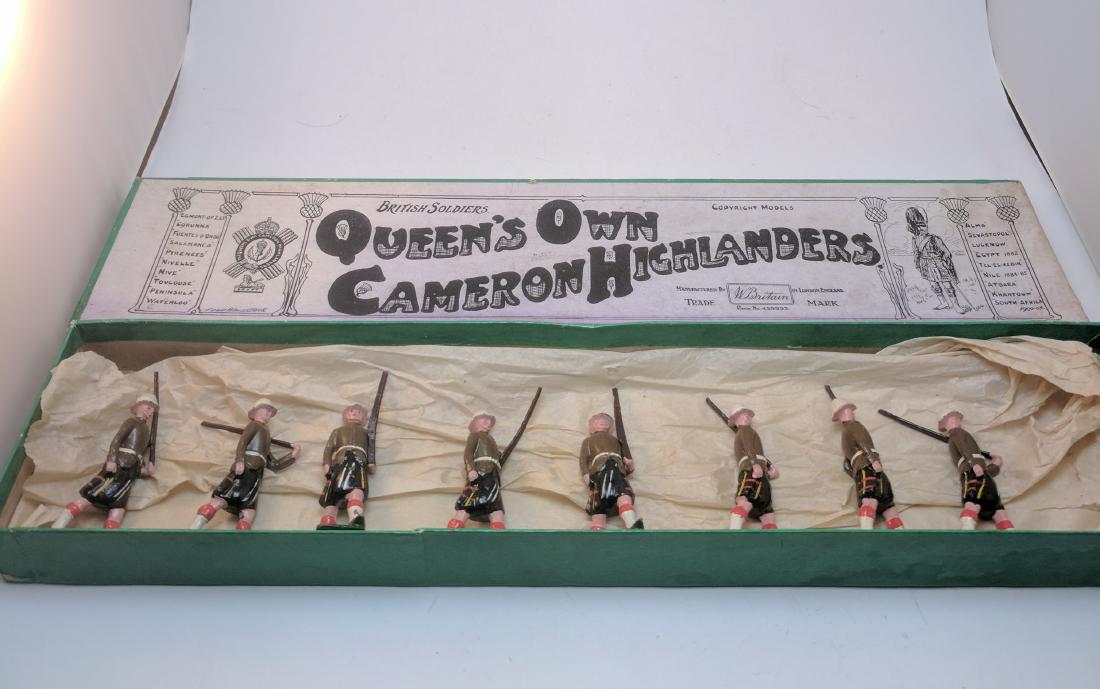 BRITISH SOLDIERS.
COPYRIGHT MODELS
QUEEN'S OWN
CAMERON HIGHLANDERS.
MANUFACTURED BY
W. Britain
LONDON ENGLAND
TRADE
MARK
EGMONT-OP-ZEE
CORUNNA
FUENTES D'ONOR
SALAMANCA
PYRENEES
NIVELLE
NIVE
TOULOUSE
PENINSULA
WATERLOO
ALMA
SEVASTOPOL
LUCKNOW
EGYPT 1882
TEL-EL-KEBIR
NILE 1884-85
ATBARA
KHARTOUM
SOUTH AFRICA
1900-02